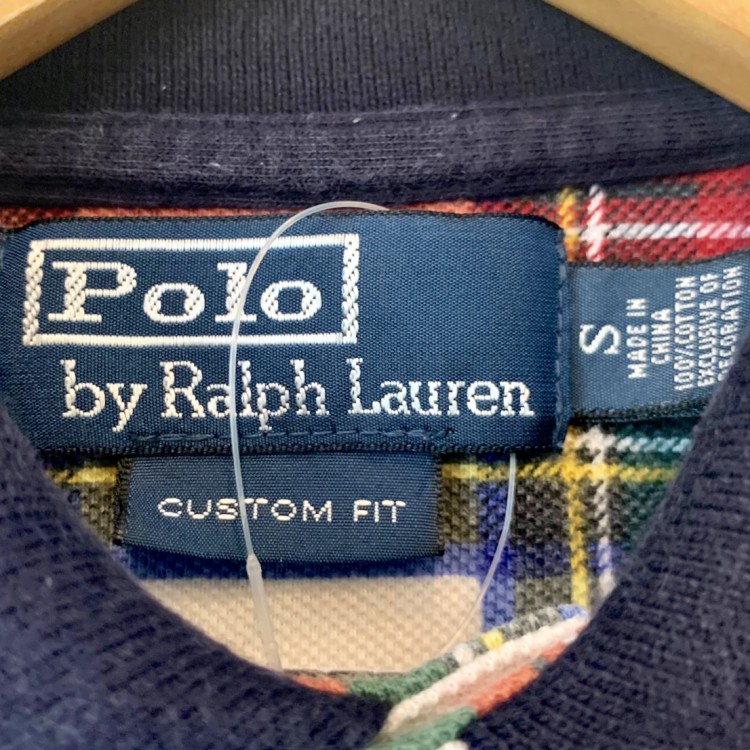 Polo
by Ralph Lauren
CUSTOM FIT
S
MADE IN
CHINA
100% COTTON
EXCLUSIVE OF
DECORATION